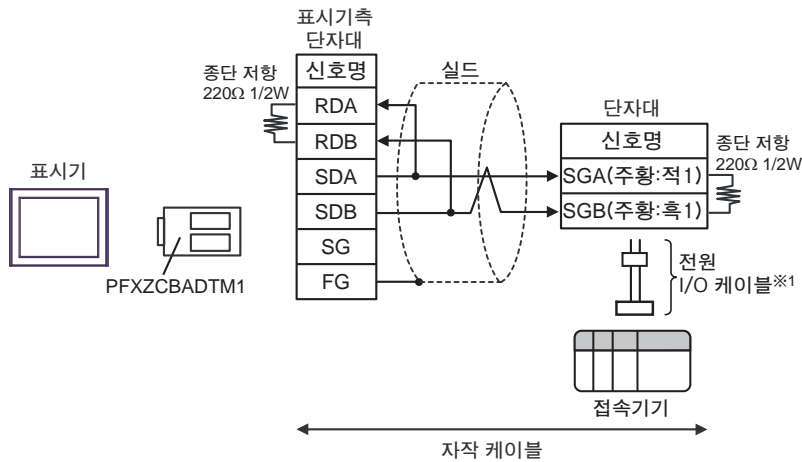 표시기측
단자대
종단 저항
220Ω 1/2W
신호명
RDA
RDB
SDA
SDB
SG
FG
실드
단자대
신호명
SGA(주황:적1)
SGB(주황:흑1)
종단 저항
220Ω 1/2W
표시기
PFXZCBADTM1
전원
I/O 케이블※1
접속기기
자작 케이블